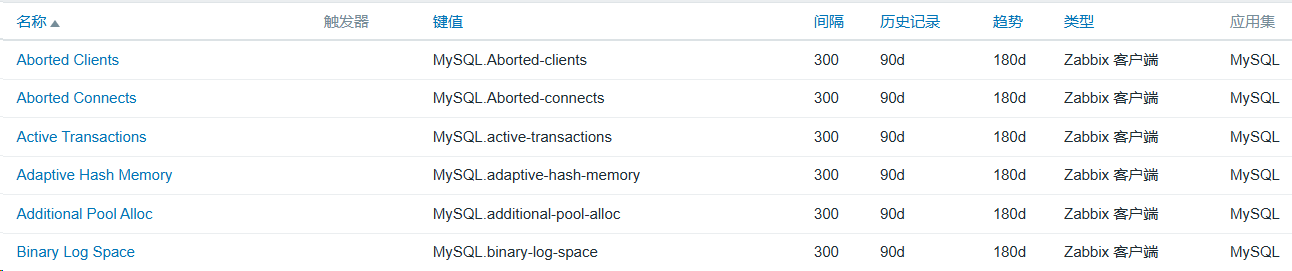 名称 触发器 键值 间隔 历史记录 趋势 类型 应用集
Aborted Clients MySQL.Aborted-clients 300 90d 180d Zabbix 客户端 MySQL
Aborted Connects MySQL.Aborted-connects 300 90d 180d Zabbix 客户端 MySQL
Active Transactions MySQL.active-transactions 300 90d 180d Zabbix 客户端 MySQL
Adaptive Hash Memory MySQL.adaptive-hash-memory 300 90d 180d Zabbix 客户端 MySQL
Additional Pool Alloc MySQL.additional-pool-alloc 300 90d 180d Zabbix 客户端 MySQL
Binary Log Space MySQL.binary-log-space 300 90d 180d Zabbix 客户端 MySQL